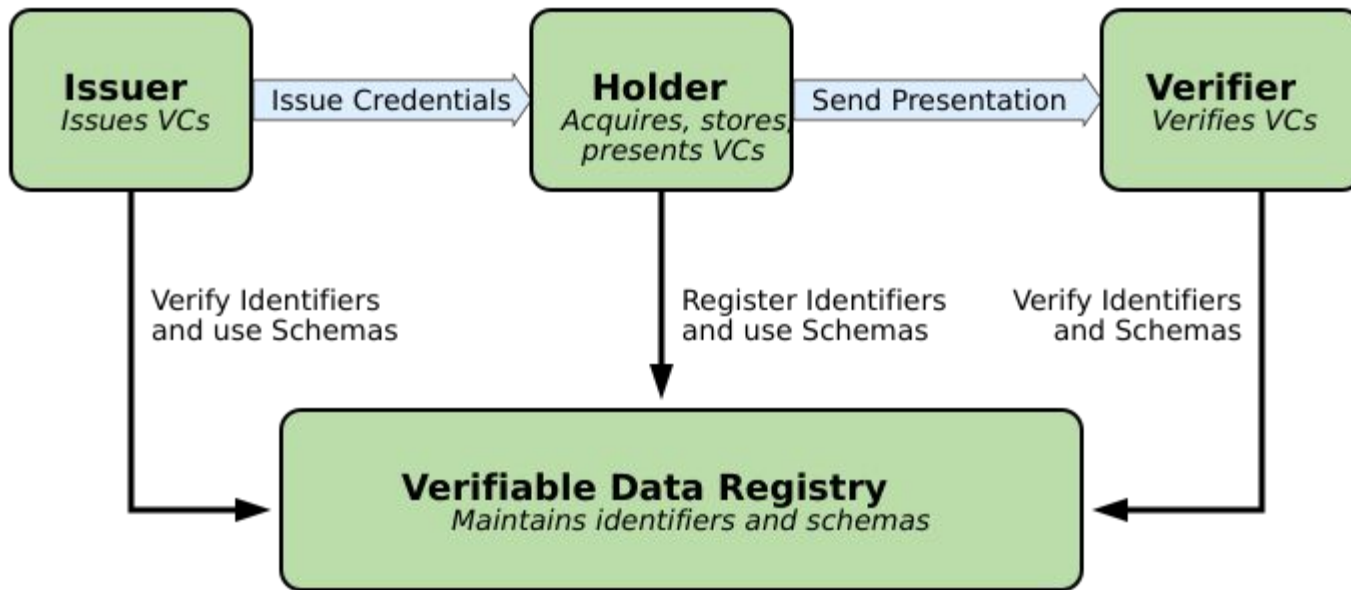 Issuer
Issues VCs
Issue Credentials
Holder
Acquires, stores,
presents VCs
Send Presentation
Verifier
Verifies VCs
Verify Identifiers
and use Schemas
Register Identifiers
and use Schemas
Verify Identifiers
and Schemas
Verifiable Data Registry
Maintains identifiers and schemas